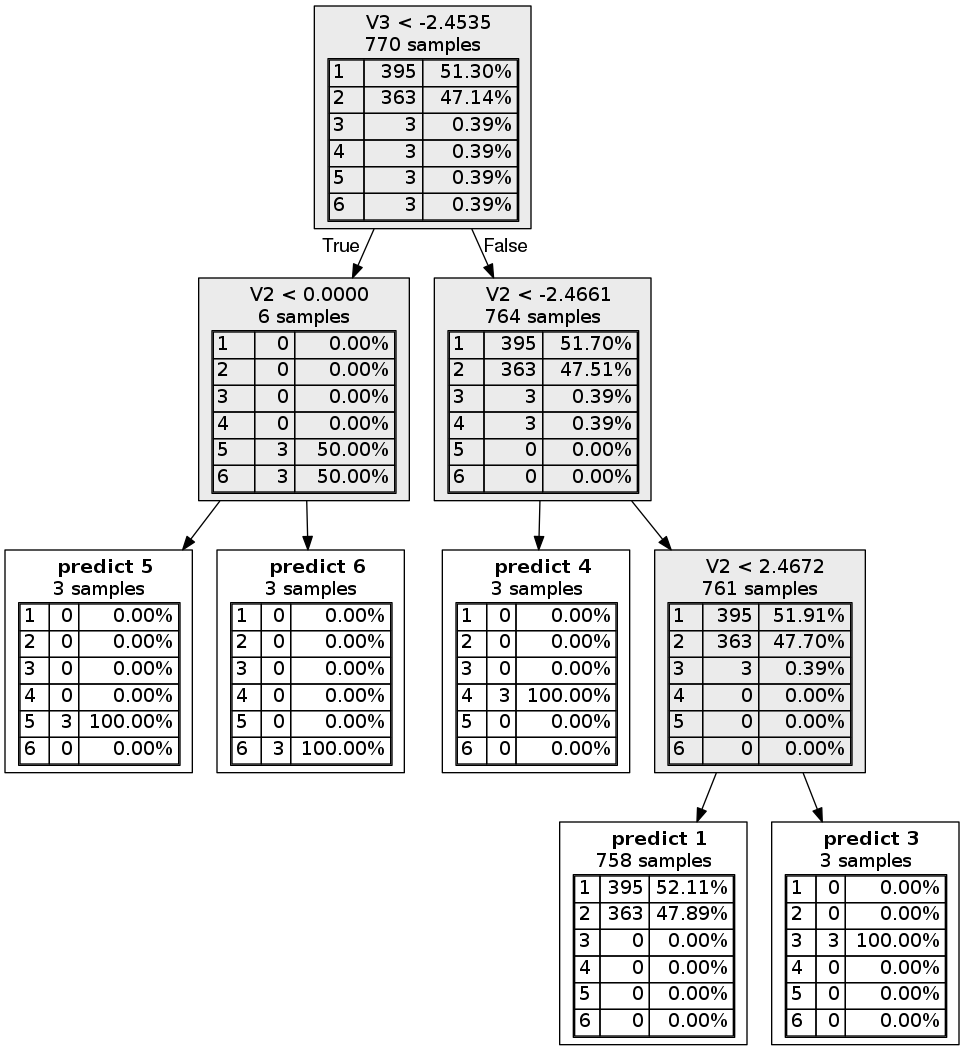 V3 < -2.4535
770 samples
1 395 51.30%
2 363 47.14%
3 3 0.39%
4 3 0.39%
5 3 0.39%
6 3 0.39%
True
False
V2 < 0.0000
6 samples
1 0 0.00%
2 0 0.00%
3 0 0.00%
4 0 0.00%
5 3 50.00%
6 3 50.00%
V2 < -2.4661
764 samples
1 395 51.70%
2 363 47.51%
3 3 0.39%
4 3 0.39%
5 0 0.00%
6 0 0.00%
predict 5
3 samples
1 0 0.00%
2 0 0.00%
3 0 0.00%
4 0 0.00%
5 3 100.00%
6 0 0.00%
predict 6
3 samples
1 0 0.00%
2 0 0.00%
3 0 0.00%
4 0 0.00%
5 0 0.00%
6 3 100.00%
predict 4
3 samples
1 0 0.00%
2 0 0.00%
3 0 0.00%
4 3 100.00%
5 0 0.00%
6 0 0.00%
V2 < 2.4672
761 samples
1 395 51.91%
2 363 47.70%
3 3 0.39%
4 0 0.00%
5 0 0.00%
6 0 0.00%
predict 1
758 samples
1 395 52.11%
2 363 47.89%
3 0 0.00%
4 0 0.00%
5 0 0.00%
6 0 0.00%
predict 3
3 samples
1 0 0.00%
2 0 0.00%
3 3 100.00%
4 0 0.00%
5 0 0.00%
6 0 0.00%